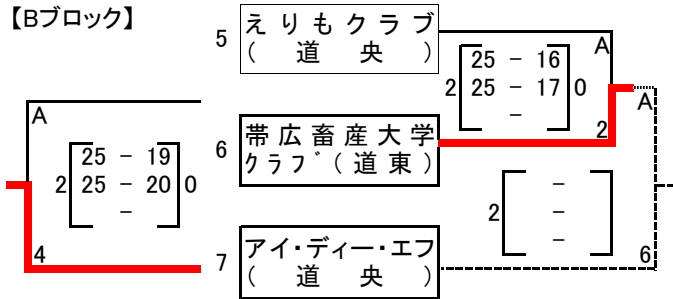 【Bブロック】
5
えりもクラブ
(道央)
A
25 - 16
2 25 - 17 0
-
A
2
A
25 - 19
2 25 - 20 0
-
4
6
帯広畜産大学
クラブ(道東)
-
2 -
-
6
7
アイ・ディー・エフ
(道央)